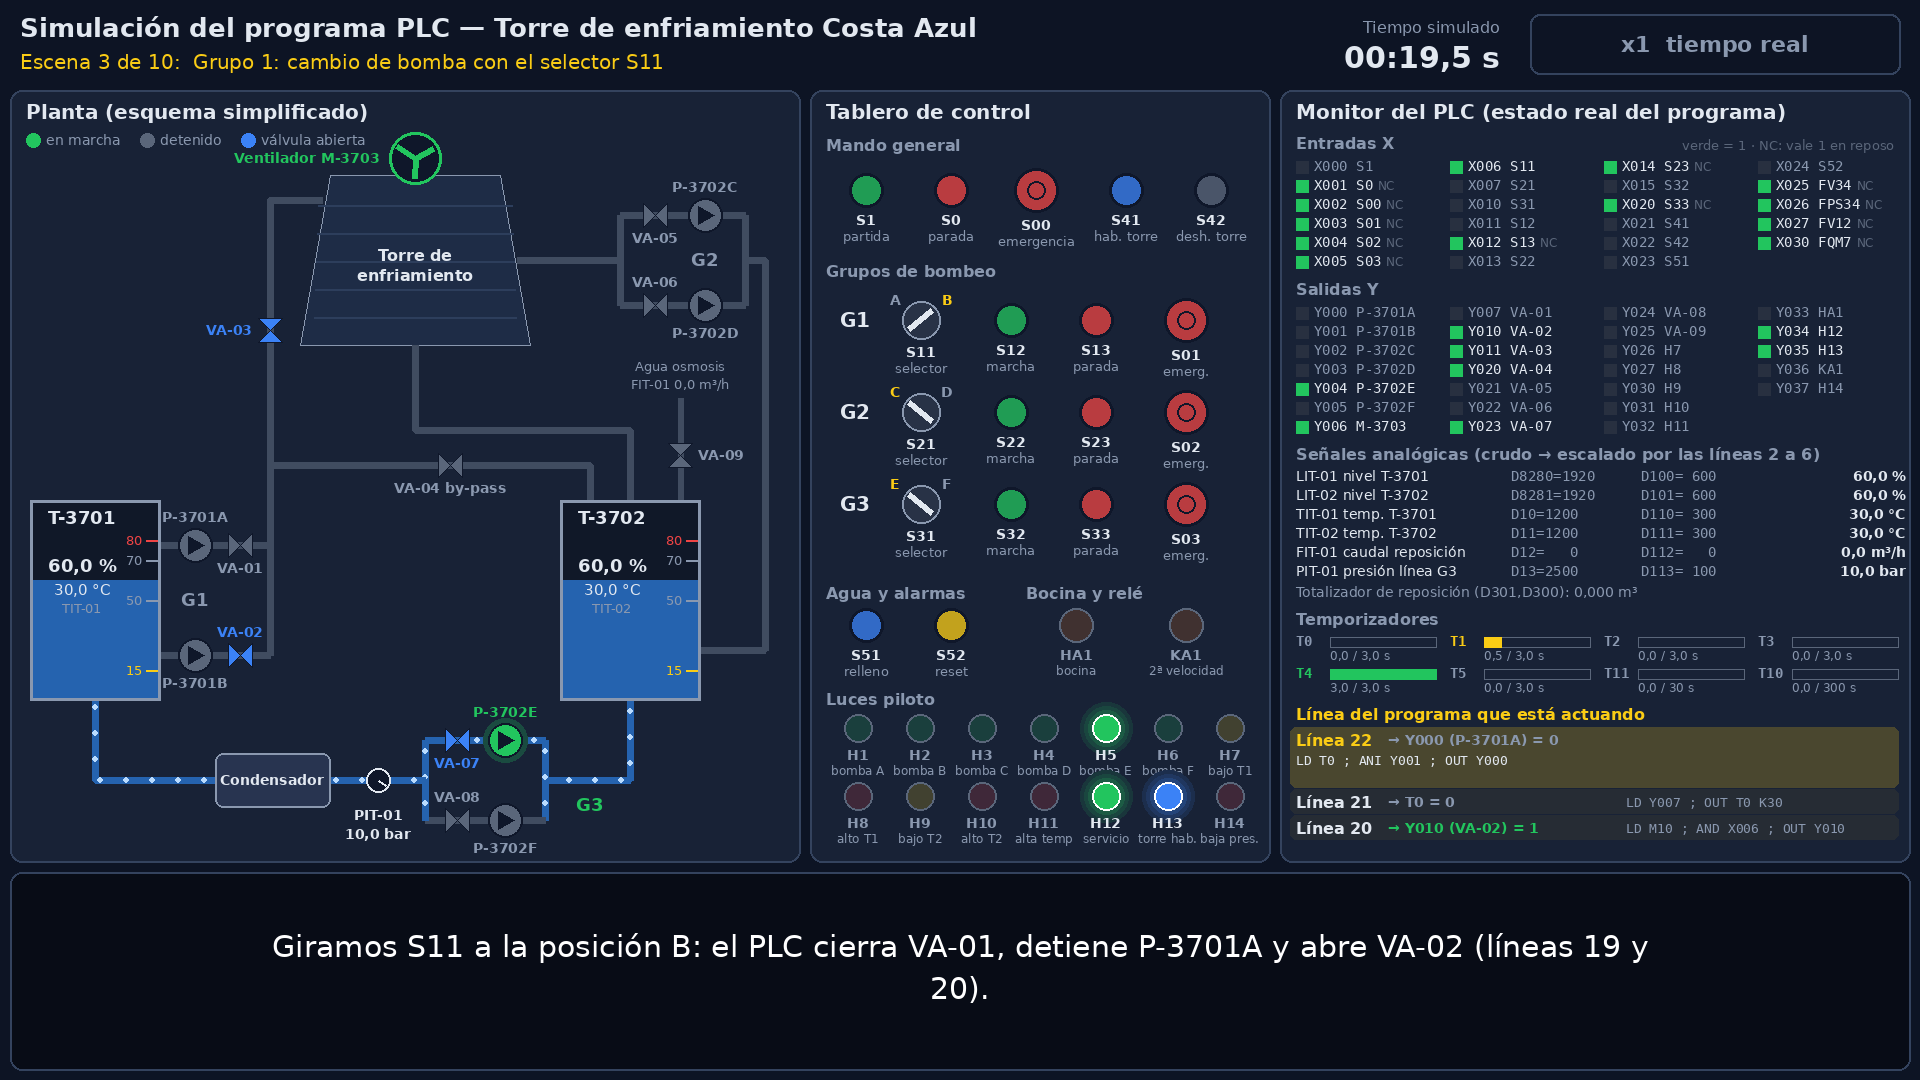 Simulación del programa PLC — Torre de enfriamiento Costa Azul
Escena 3 de 10:  Grupo 1: cambio de bomba con el selector S11
Tiempo simulado
00:19,5 s
x1  tiempo real
Planta (esquema simplificado)
en marcha
detenido
válvula abierta
Ventilador M-3703
P-3702C
VA-05
G2
VA-06
P-3702D
Torre de
enfriamiento
VA-03
Agua osmosis
FIT-01 0,0 m³/h
VA-09
VA-04 by-pass
T-3701
80
70
60,0 %
30,0 °C
TIT-01
50
15
P-3701A
VA-01
G1
VA-02
P-3701B
T-3702
80
70
60,0 %
30,0 °C
TIT-02
50
15
P-3702E
VA-07
Condensador
VA-08
G3
PIT-01
10,0 bar
P-3702F
Tablero de control
Mando general
S1
partida
S0
parada
S00
emergencia
S41
hab. torre
S42
desh. torre
Grupos de bombeo
G1
A
B
S11
selector
S12
marcha
S13
parada
S01
emerg.
G2
C
D
S21
selector
S22
marcha
S23
parada
S02
emerg.
G3
E
F
S31
selector
S32
marcha
S33
parada
S03
emerg.
Agua y alarmas
Bocina y relé
S51
relleno
S52
reset
HA1
bocina
KA1
2ª velocidad
Luces piloto
H1
bomba A
H2
bomba B
H3
bomba C
H4
bomba D
H5
bomba E
H6
bomba F
H7
bajo T1
H8
alto T1
H9
bajo T2
H10
alto T2
H11
alta temp
H12
servicio
H13
torre hab.
H14
baja pres.
Monitor del PLC (estado real del programa)
Entradas X
verde = 1 · NC: vale 1 en reposo
X000 S1
X001 S0 NC
X002 S00 NC
X003 S01 NC
X004 S02 NC
X005 S03 NC
X006 S11
X007 S21
X010 S31
X011 S12
X012 S13 NC
X013 S22
X014 S23 NC
X015 S32
X020 S33 NC
X021 S41
X022 S42
X023 S51
X024 S52
X025 FV34 NC
X026 FPS34 NC
X027 FV12 NC
X030 FQM7 NC
Salidas Y
Y000 P-3701A
Y001 P-3701B
Y002 P-3702C
Y003 P-3702D
Y004 P-3702E
Y005 P-3702F
Y006 M-3703
Y007 VA-01
Y010 VA-02
Y011 VA-03
Y020 VA-04
Y021 VA-05
Y022 VA-06
Y023 VA-07
Y024 VA-08
Y025 VA-09
Y026 H7
Y027 H8
Y030 H9
Y031 H10
Y032 H11
Y033 HA1
Y034 H12
Y035 H13
Y036 KA1
Y037 H14
Señales analógicas (crudo → escalado por las líneas 2 a 6)
LIT-01 nivel T-3701 D8280=1920 D100= 600 60,0 %
LIT-02 nivel T-3702 D8281=1920 D101= 600 60,0 %
TIT-01 temp. T-3701 D10=1200 D110= 300 30,0 °C
TIT-02 temp. T-3702 D11=1200 D111= 300 30,0 °C
FIT-01 caudal reposición D12=   0 D112=   0 0,0 m³/h
PIT-01 presión línea G3 D13=2500 D113= 100 10,0 bar
Totalizador de reposición (D301,D300): 0,000 m³
Temporizadores
T0
0,0 / 3,0 s
T1
0,5 / 3,0 s
T2
0,0 / 3,0 s
T3
0,0 / 3,0 s
T4
3,0 / 3,0 s
T5
0,0 / 3,0 s
T11
0,0 / 30 s
T10
0,0 / 300 s
Línea del programa que está actuando
Línea 22 → Y000 (P-3701A) = 0
LD T0 ; ANI Y001 ; OUT Y000
Línea 21 → T0 = 0 LD Y007 ; OUT T0 K30
Línea 20 → Y010 (VA-02) = 1 LD M10 ; AND X006 ; OUT Y010
Giramos S11 a la posición B: el PLC cierra VA-01, detiene P-3701A y abre VA-02 (líneas 19 y
20).